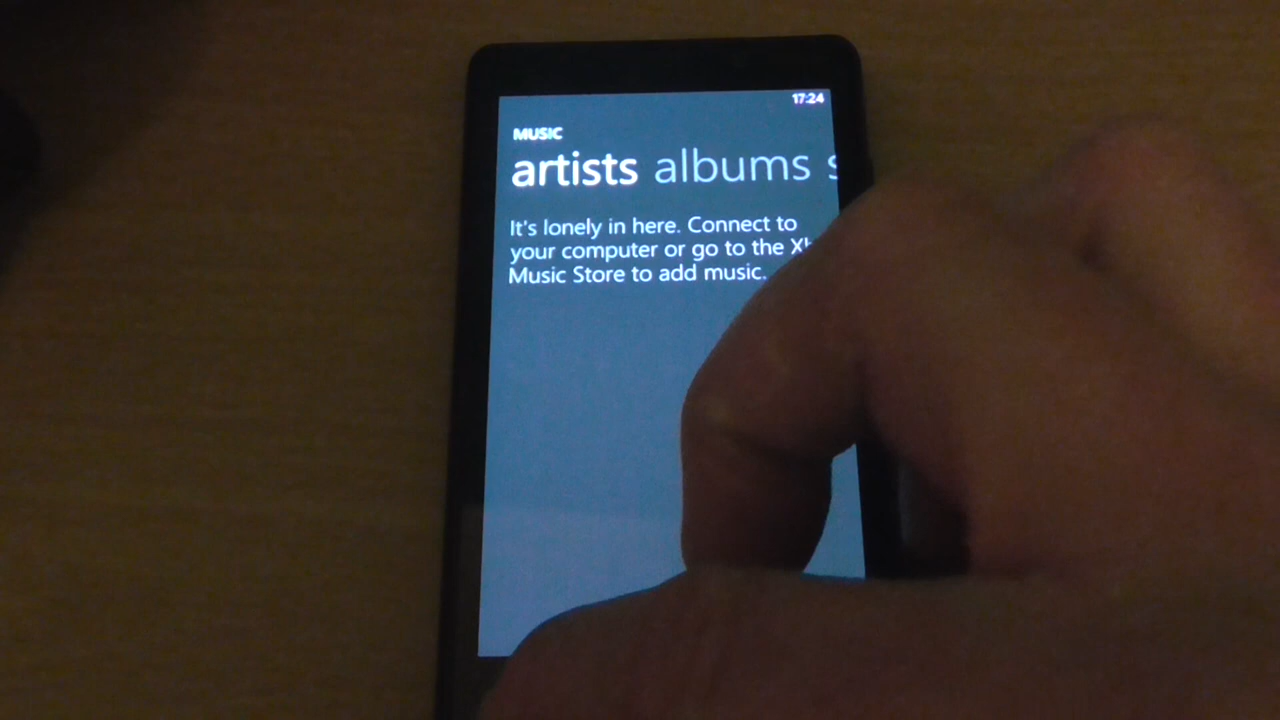 17:24
MUSIC
artists albums
It's lonely in here. Connect to
your computer or go to the
Music Store to add music.